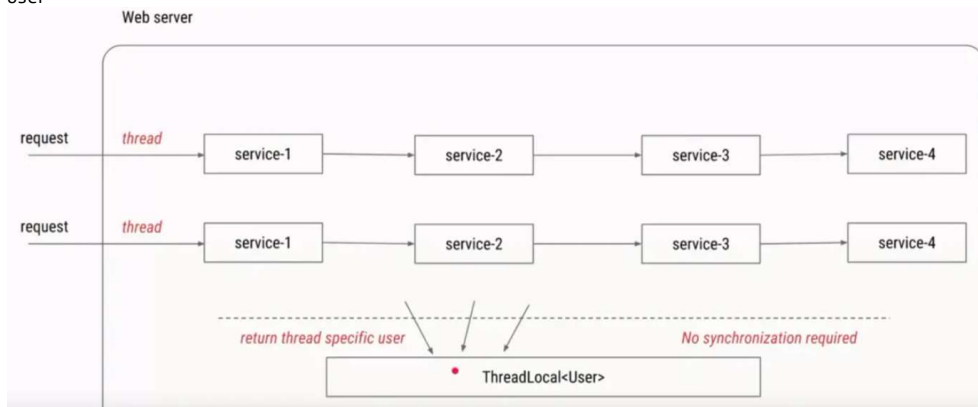 user
Web server
request thread service-1 service-2 service-3 service-4
request thread service-1 service-2 service-3 service-4
return thread specific user No synchronization required
ThreadLocal<User>